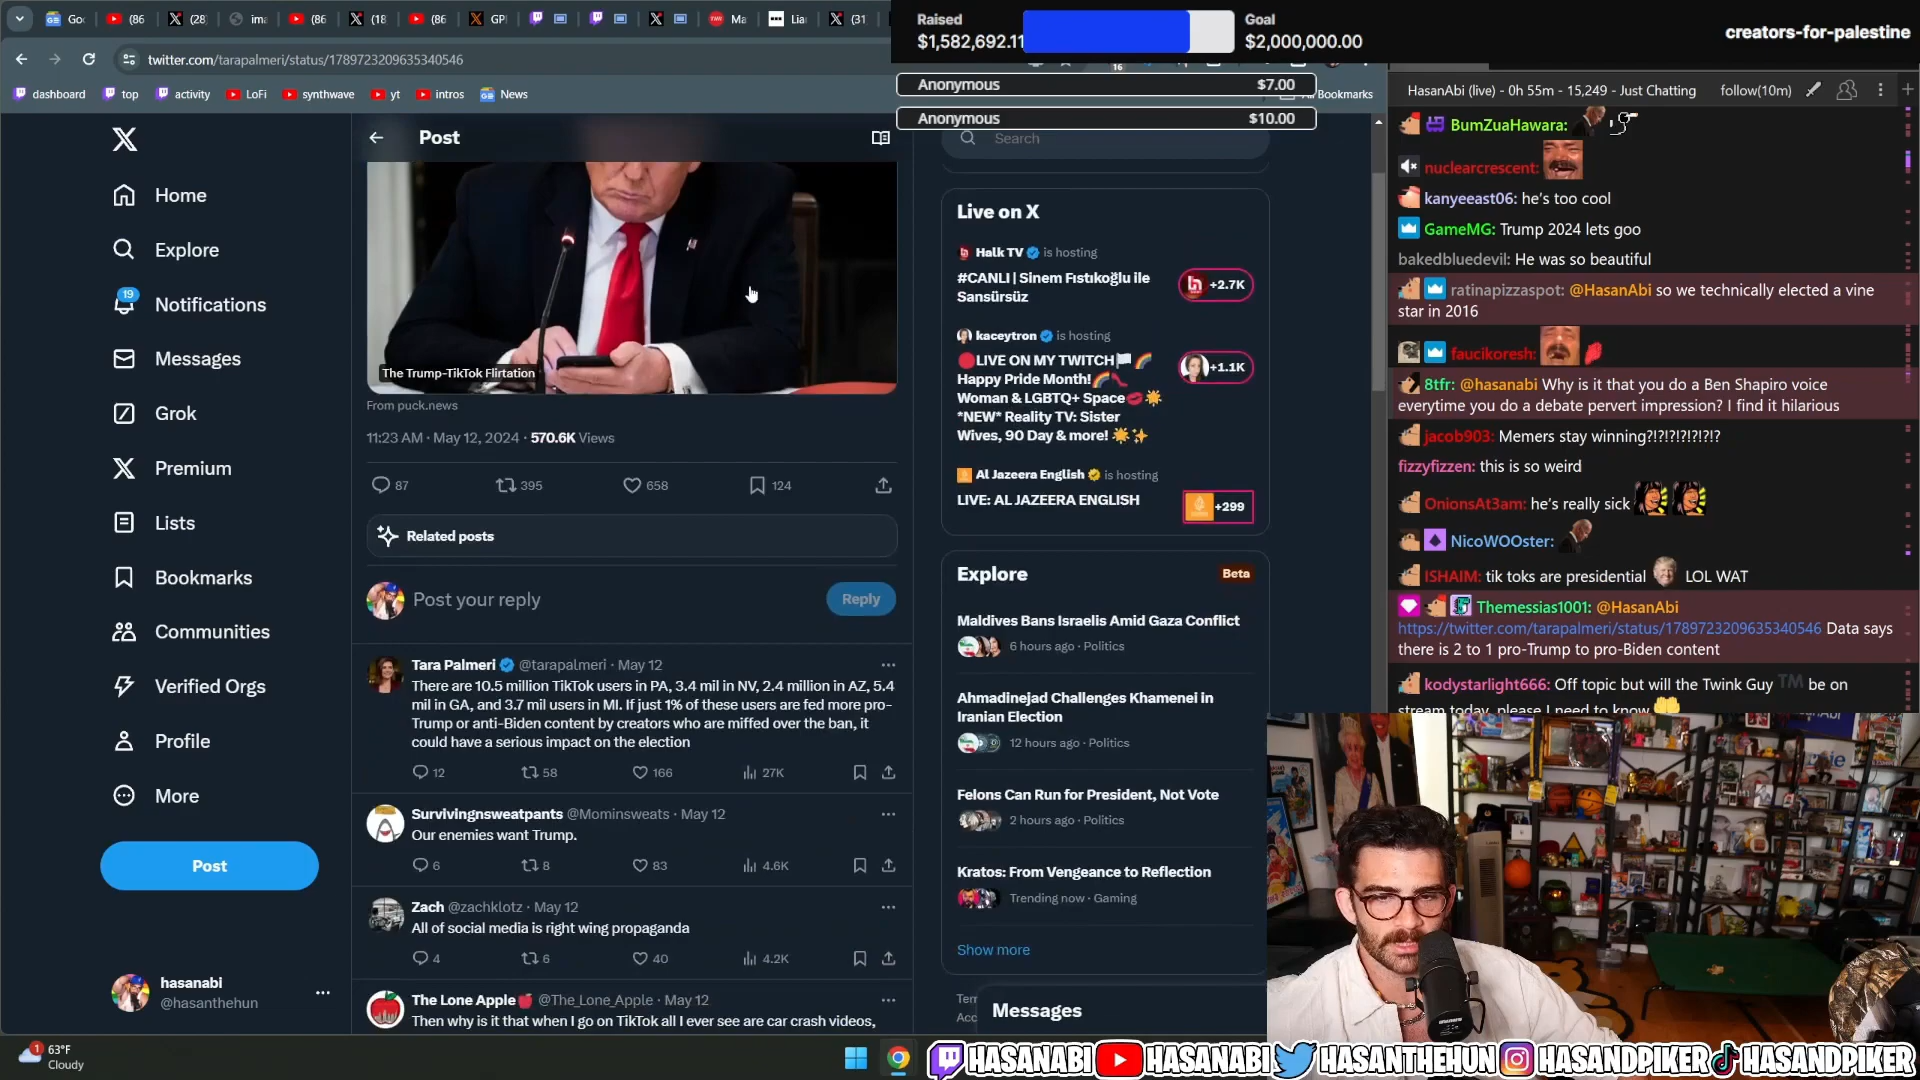 Goo
(86
(28
ima
(86
(18
(86
GP
Ma
Lia
(31
twitter.com/tarapalmeri/status/1789723209635340546
dashboard
top
activity
LoFi
synthwave
yt
intros
News
16
Bookmarks
Raised
$1,582,692.11
Goal
$2,000,000.00
creators-for-palestine
Anonymous $7.00
Anonymous $10.00
Home
Explore
19
Notifications
Messages
Grok
Premium
Lists
Bookmarks
Communities
Verified Orgs
Profile
More
Post
hasanabi
@hasanthehun
Post
The Trump-TikTok Flirtation
From puck.news
11:23 AM · May 12, 2024 · 570.6K Views
87 395 658 124
Related posts
Post your reply
Reply
Tara Palmeri @tarapalmeri · May 12
There are 10.5 million TikTok users in PA, 3.4 mil in NV, 2.4 million in AZ, 5.4
mil in GA, and 3.7 mil users in MI. If just 1% of these users are fed more pro-
Trump or anti-Biden content by creators who are miffed over the ban, it
could have a serious impact on the election
12 58 166 27K
Survivingnsweatpants @Mominsweats · May 12
Our enemies want Trump.
6 8 83 4.6K
Zach @zachklotz · May 12
All of social media is right wing propaganda
4 6 40 4.2K
The Lone Apple @The_Lone_Apple · May 12
Then why is it that when I go on TikTok all I ever see are car crash videos,
Search
Live on X
Halk TV is hosting
#CANLI | Sinem Fıstıkoğlu ile
Sansürsüz
+2.7K
kaceytron is hosting
LIVE ON MY TWITCH
Happy Pride Month!
Woman & LGBTQ+ Space
*NEW* Reality TV: Sister
Wives, 90 Day & more!
+1.1K
Al Jazeera English is hosting
LIVE: AL JAZEERA ENGLISH
+299
Explore
Beta
Maldives Bans Israelis Amid Gaza Conflict
6 hours ago · Politics
Ahmadinejad Challenges Khamenei in
Iranian Election
12 hours ago · Politics
Felons Can Run for President, Not Vote
2 hours ago · Politics
Kratos: From Vengeance to Reflection
Trending now · Gaming
Show more
Messages
HasanAbi (live) - 0h 55m - 15,249 - Just Chatting
follow(10m)
BumZuaHawara:
nuclearcrescent:
kanyeeast06: he's too cool
GameMG: Trump 2024 lets goo
bakedbluedevil: He was so beautiful
ratinapizzaspot: @HasanAbi so we technically elected a vine
star in 2016
faucikoresh:
8tfr: @hasanabi Why is it that you do a Ben Shapiro voice
everytime you do a debate pervert impression? I find it hilarious
jacob903: Memers stay winning?!?!?!?!?!?!
fizzyfizzen: this is so weird
OnionsAt3am: he's really sick
NicoWOOster:
ISHAIM: tik toks are presidential LOL WAT
Themessias1001: @HasanAbi
https://twitter.com/tarapalmeri/status/1789723209635340546 Data says
there is 2 to 1 pro-Trump to pro-Biden content
kodystarlight666: Off topic but will the Twink Guy TM be on
stream today, please I need to know
1
63°F
Cloudy
HASANABI
HASANABI
HASANTHEHUN
HASANDPIKER
HASANDPIKER